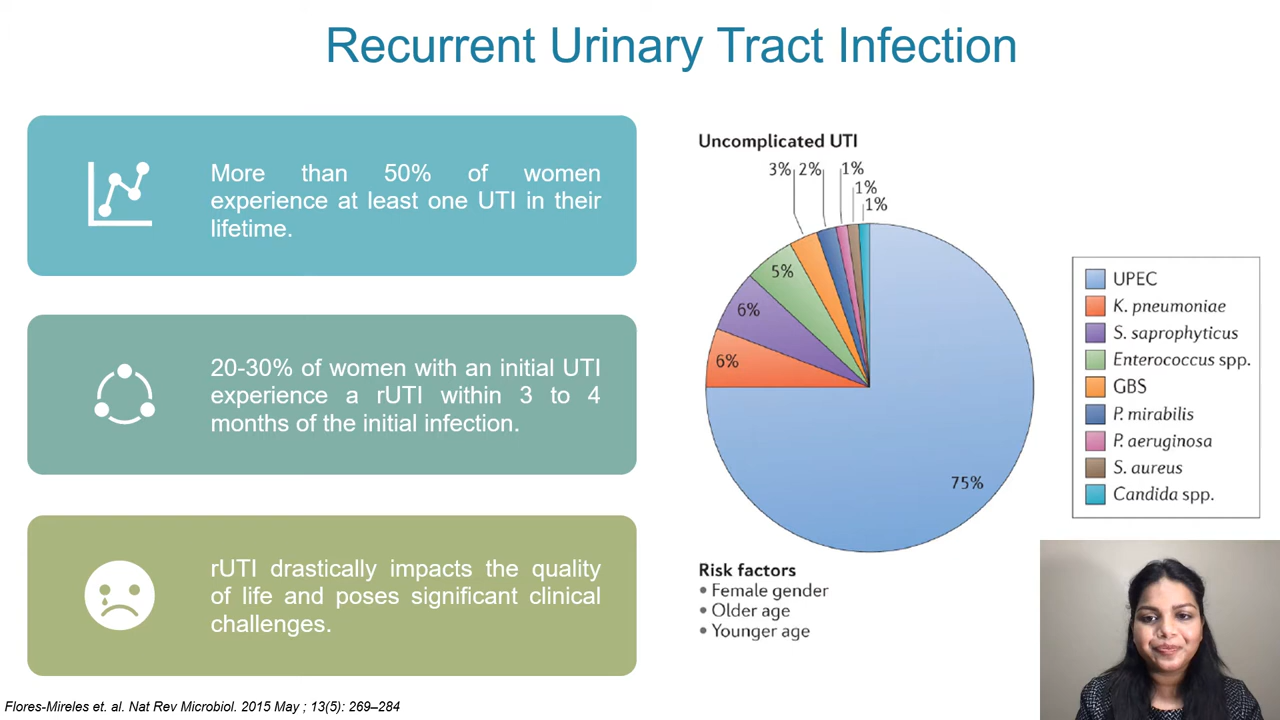 Recurrent Urinary Tract Infection
More than 50% of women
experience at least one UTI in their
lifetime.
20-30% of women with an initial UTI
experience a rUTI within 3 to 4
months of the initial infection.
rUTI drastically impacts the quality
of life and poses significant clinical
challenges.
Uncomplicated UTI
3% 2% 1%
1%
1%
5%
6%
6%
75%
UPEC
K. pneumoniae
S. saprophyticus
Enterococcus spp.
GBS
P. mirabilis
P. aeruginosa
S. aureus
Candida spp.
Risk factors
• Female gender
• Older age
• Younger age
Flores-Mireles et. al. Nat Rev Microbiol. 2015 May ; 13(5): 269–284